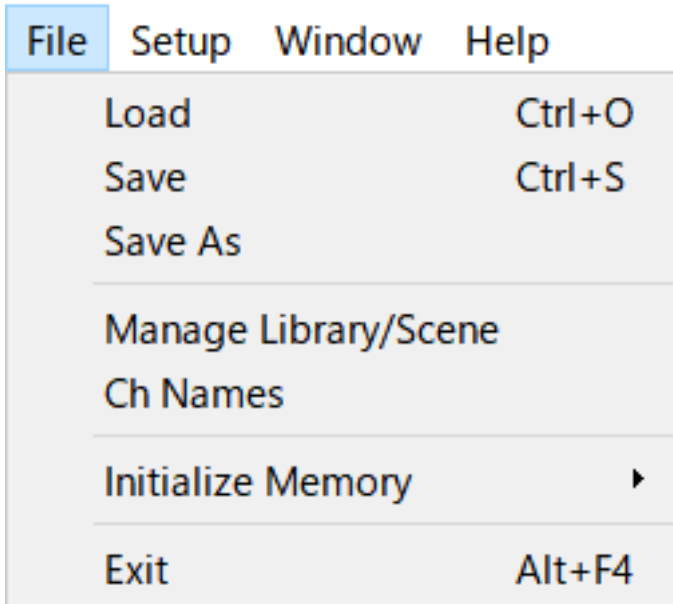 File Setup Window Help
Load Ctrl+O
Save Ctrl+S
Save As
Manage Library/Scene
Ch Names
Initialize Memory
Exit Alt+F4